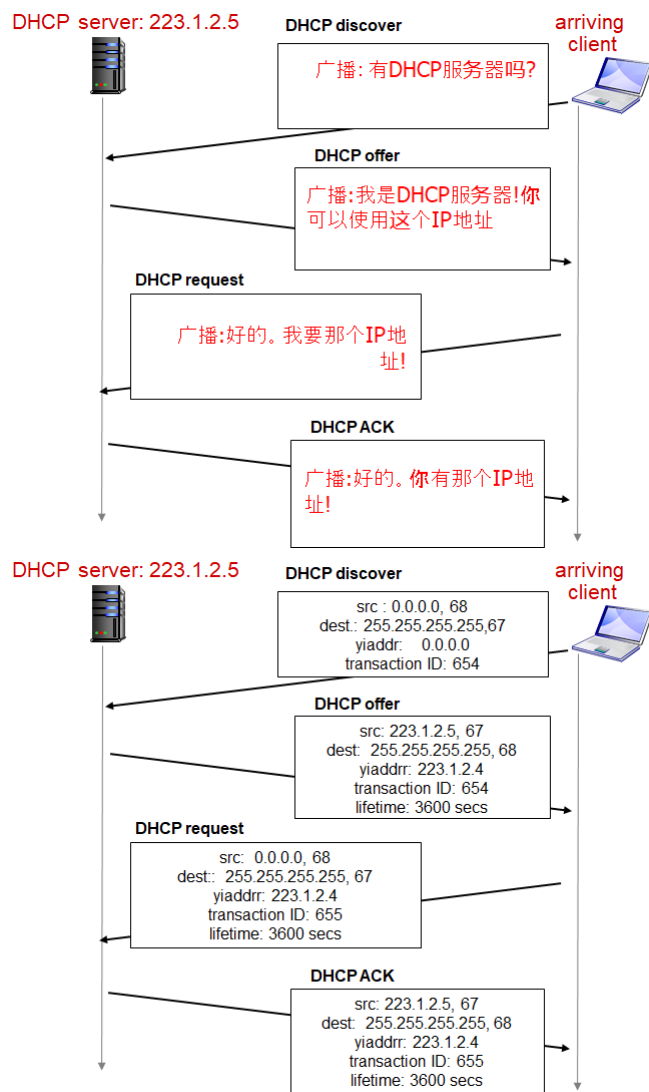 DHCP server: 223.1.2.5
DHCP discover
arriving
client
广播: 有DHCP服务器吗?
DHCP offer
广播:我是DHCP服务器!你
可以使用这个IP地址
DHCP request
广播:好的。我要那个IP地
址!
DHCP ACK
广播:好的。你有那个IP地
址!
DHCP server: 223.1.2.5
DHCP discover
arriving
client
src : 0.0.0.0, 68
dest.: 255.255.255.255,67
yiaddr: 0.0.0.0
transaction ID: 654
DHCP offer
src: 223.1.2.5, 67
dest: 255.255.255.255, 68
yiaddrr: 223.1.2.4
transaction ID: 654
lifetime: 3600 secs
DHCP request
src: 0.0.0.0, 68
dest:: 255.255.255.255, 67
yiaddrr: 223.1.2.4
transaction ID: 655
lifetime: 3600 secs
DHCP ACK
src: 223.1.2.5, 67
dest: 255.255.255.255, 68
yiaddrr: 223.1.2.4
transaction ID: 655
lifetime: 3600 secs